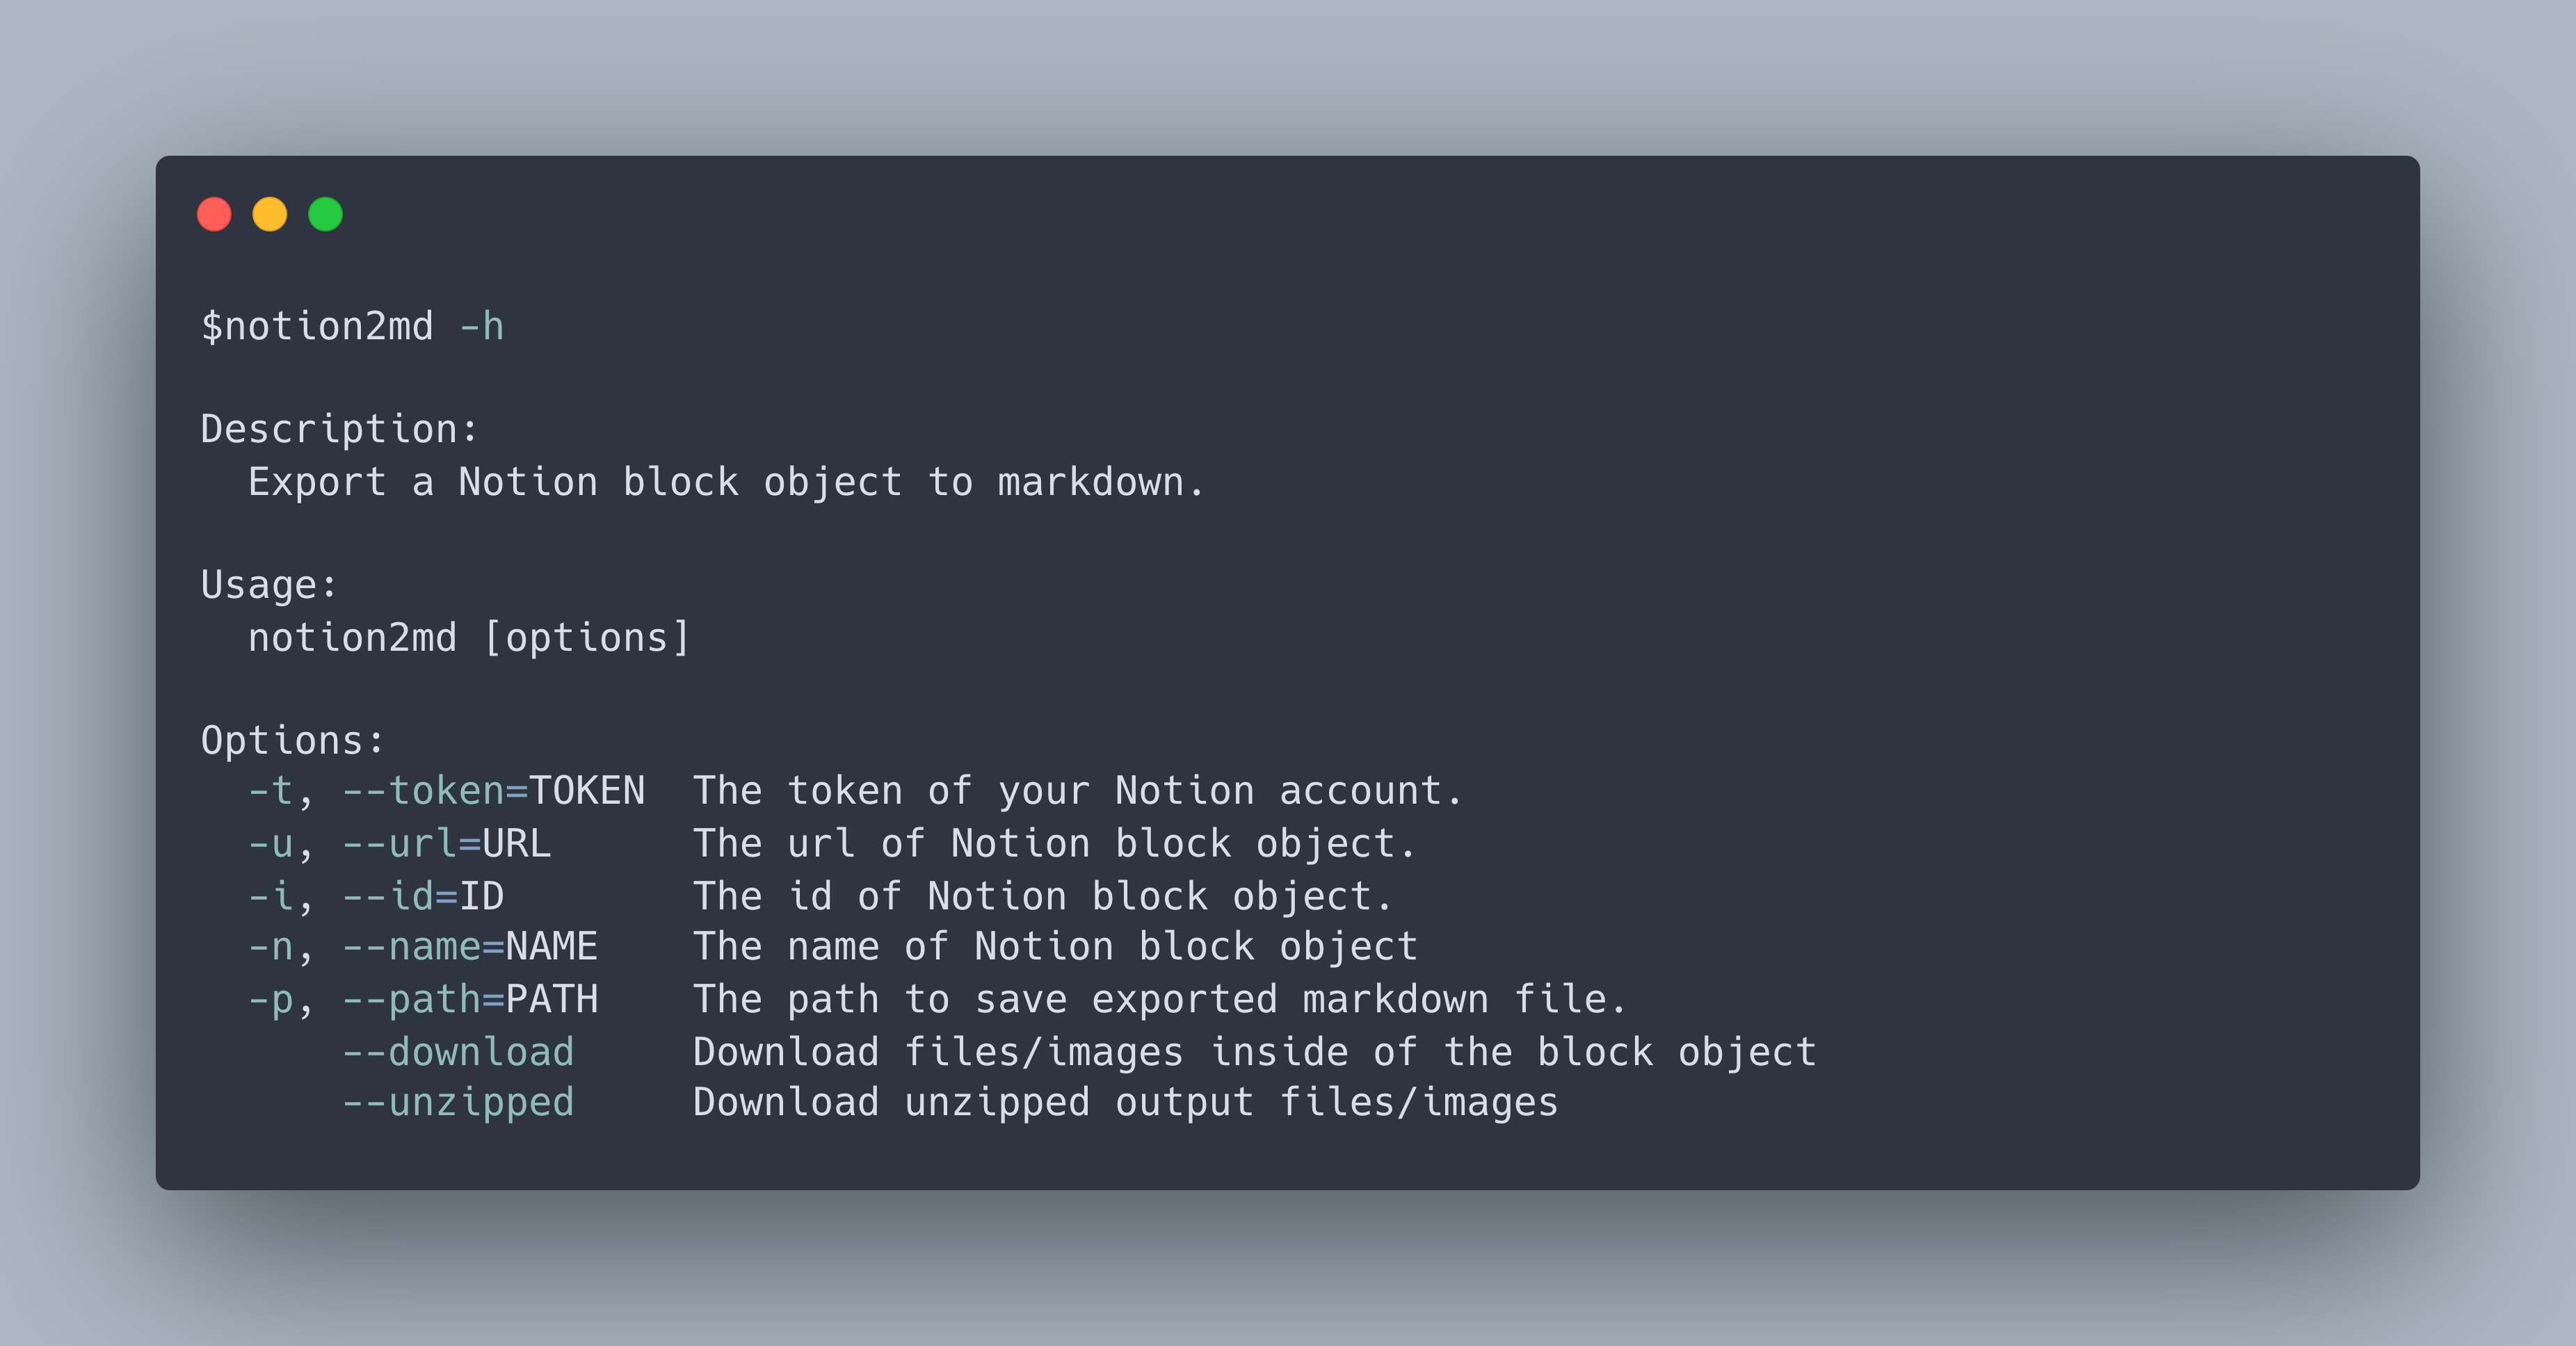 $notion2md -h

Description:
  Export a Notion block object to markdown.

Usage:
  notion2md [options]

Options:
  -t, --token=TOKEN  The token of your Notion account.
  -u, --url=URL      The url of Notion block object.
  -i, --id=ID        The id of Notion block object.
  -n, --name=NAME    The name of Notion block object
  -p, --path=PATH    The path to save exported markdown file.
      --download     Download files/images inside of the block object
      --unzipped     Download unzipped output files/images